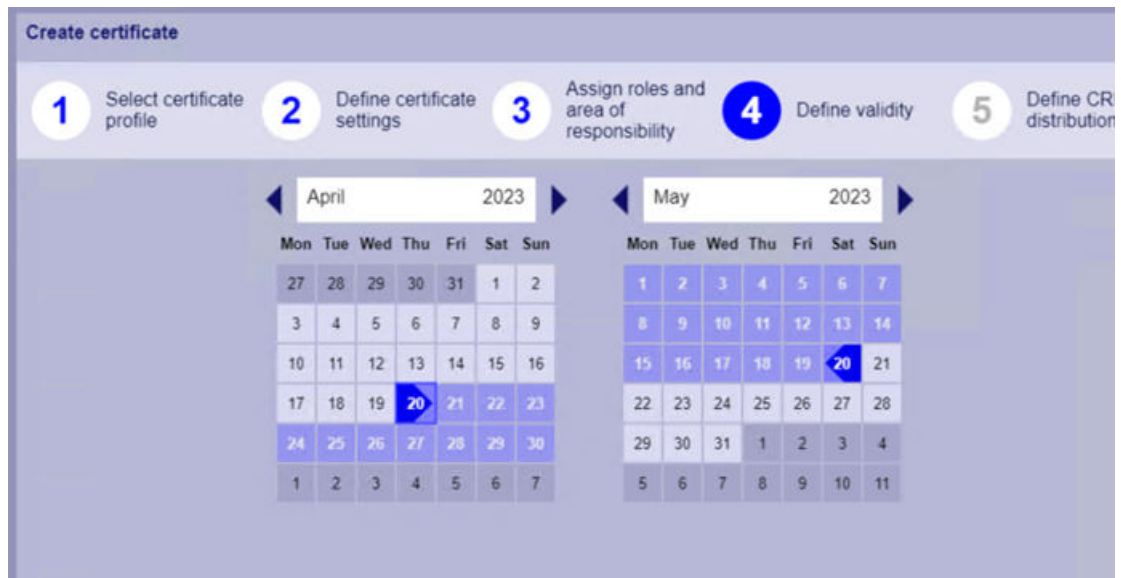 Create certificate
1
Select certificate
profile
2
Define certificate
settings
3
Assign roles and
area of
responsibility
4
Define validity
5
Define CR
distribution
April 2023
Mon Tue Wed Thu Fri Sat Sun
27 28 29 30 31 1 2
3 4 5 6 7 8 9
10 11 12 13 14 15 16
17 18 19 20 21 22 23
24 25 26 27 28 29 30
1 2 3 4 5 6 7
May 2023
Mon Tue Wed Thu Fri Sat Sun
1 2 3 4 5 6 7
8 9 10 11 12 13 14
15 16 17 18 19 20 21
22 23 24 25 26 27 28
29 30 31 1 2 3 4
5 6 7 8 9 10 11